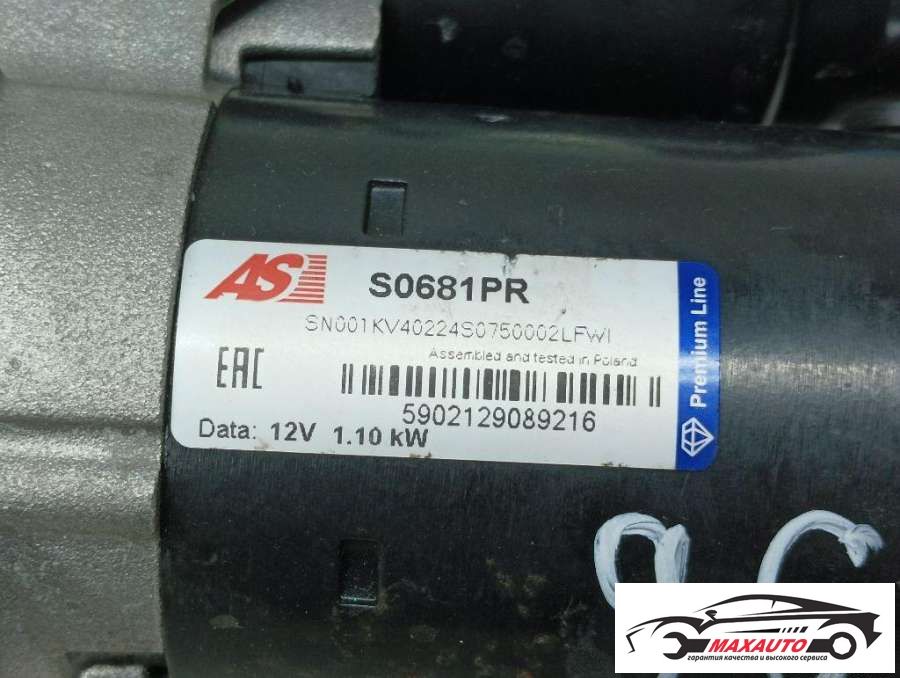 AS
S0681PR
SN001KV40224S0750002LFWI
Assembled and tested in Poland
EAC
5902129089216
Data: 12V 1.10 kW
Premium Line
MAXAUTO
гарантия качества и высокого сервиса